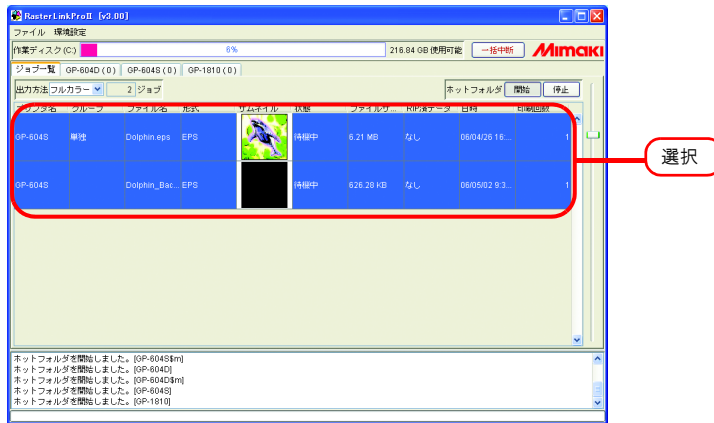 RasterLinkProⅡ [v3.00]
ファイル 環境設定
作業ディスク(C:) 6% 216.84 GB 使用可能 一括中断 Mimaki
ジョブ一覧 GP-604D ( 0 ) GP-604S ( 0 ) GP-1810 ( 0 )
出力方法 フルカラー 2 ジョブ ホットフォルダ 開始 停止
プリンタ名 グループ ファイル名 形式 サムネイル 状態 ファイルサ... RIP済データ 日時 印刷回数
GP-604S 単独 Dolphin.eps EPS 待機中 6.21 MB なし 06/04/26 16:... 1
選択
GP-604S Dolphin_Bac... EPS 待機中 626.28 KB なし 06/05/02 9:3... 1
ホットフォルダを開始しました。[GP-604S$m]
ホットフォルダを開始しました。[GP-604D]
ホットフォルダを開始しました。[GP-604D$m]
ホットフォルダを開始しました。[GP-604S]
ホットフォルダを開始しました。[GP-1810]